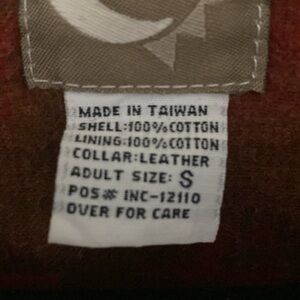 MADE IN TAIWAN
SHELL:100%COTTON
LINING:100%COTTON
COLLAR:LEATHER
ADULT SIZE: S
POS# INC-12110
OVER FOR CARE